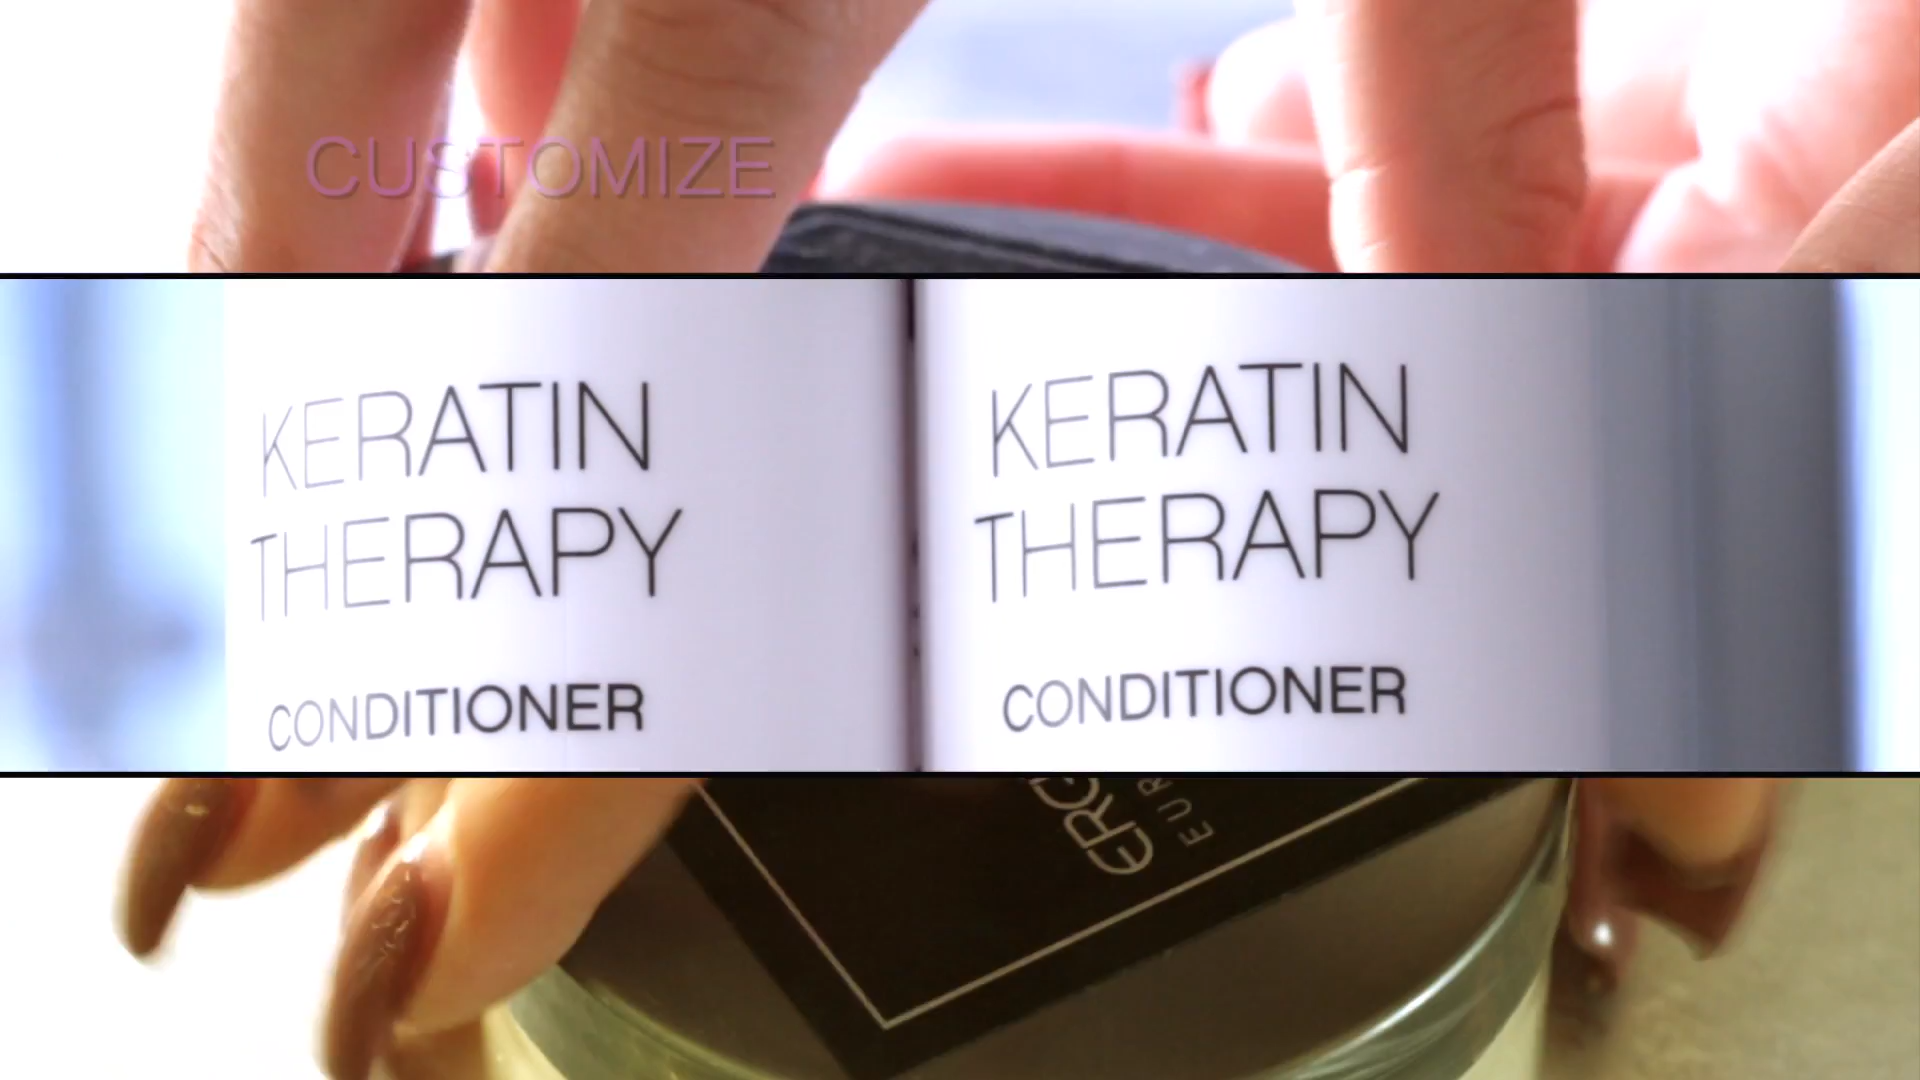 CUSTOMIZE
KERATIN
THERAPY
CONDITIONER
KERATIN
THERAPY
CONDITIONER